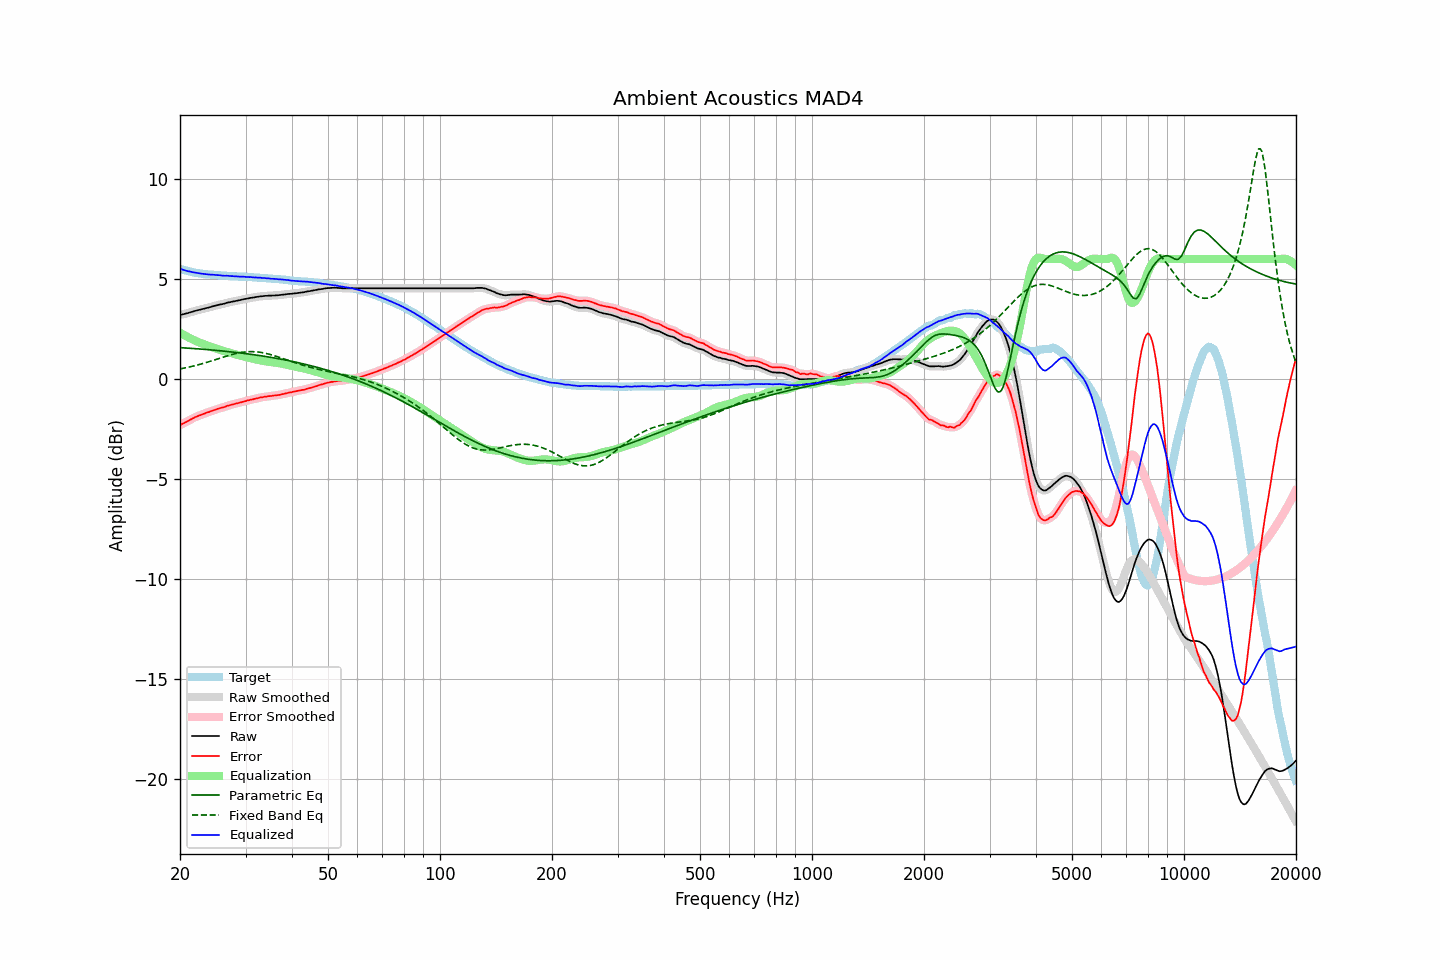 Ambient Acoustics MAD4
Amplitude (dBr)
10
5
0
−5
−10
−15
−20
Target
Raw Smoothed
Error Smoothed
Raw
Error
Equalization
Parametric Eq
Fixed Band Eq
Equalized
20 50 100 200 500 1000 2000 5000 10000 20000
Frequency (Hz)